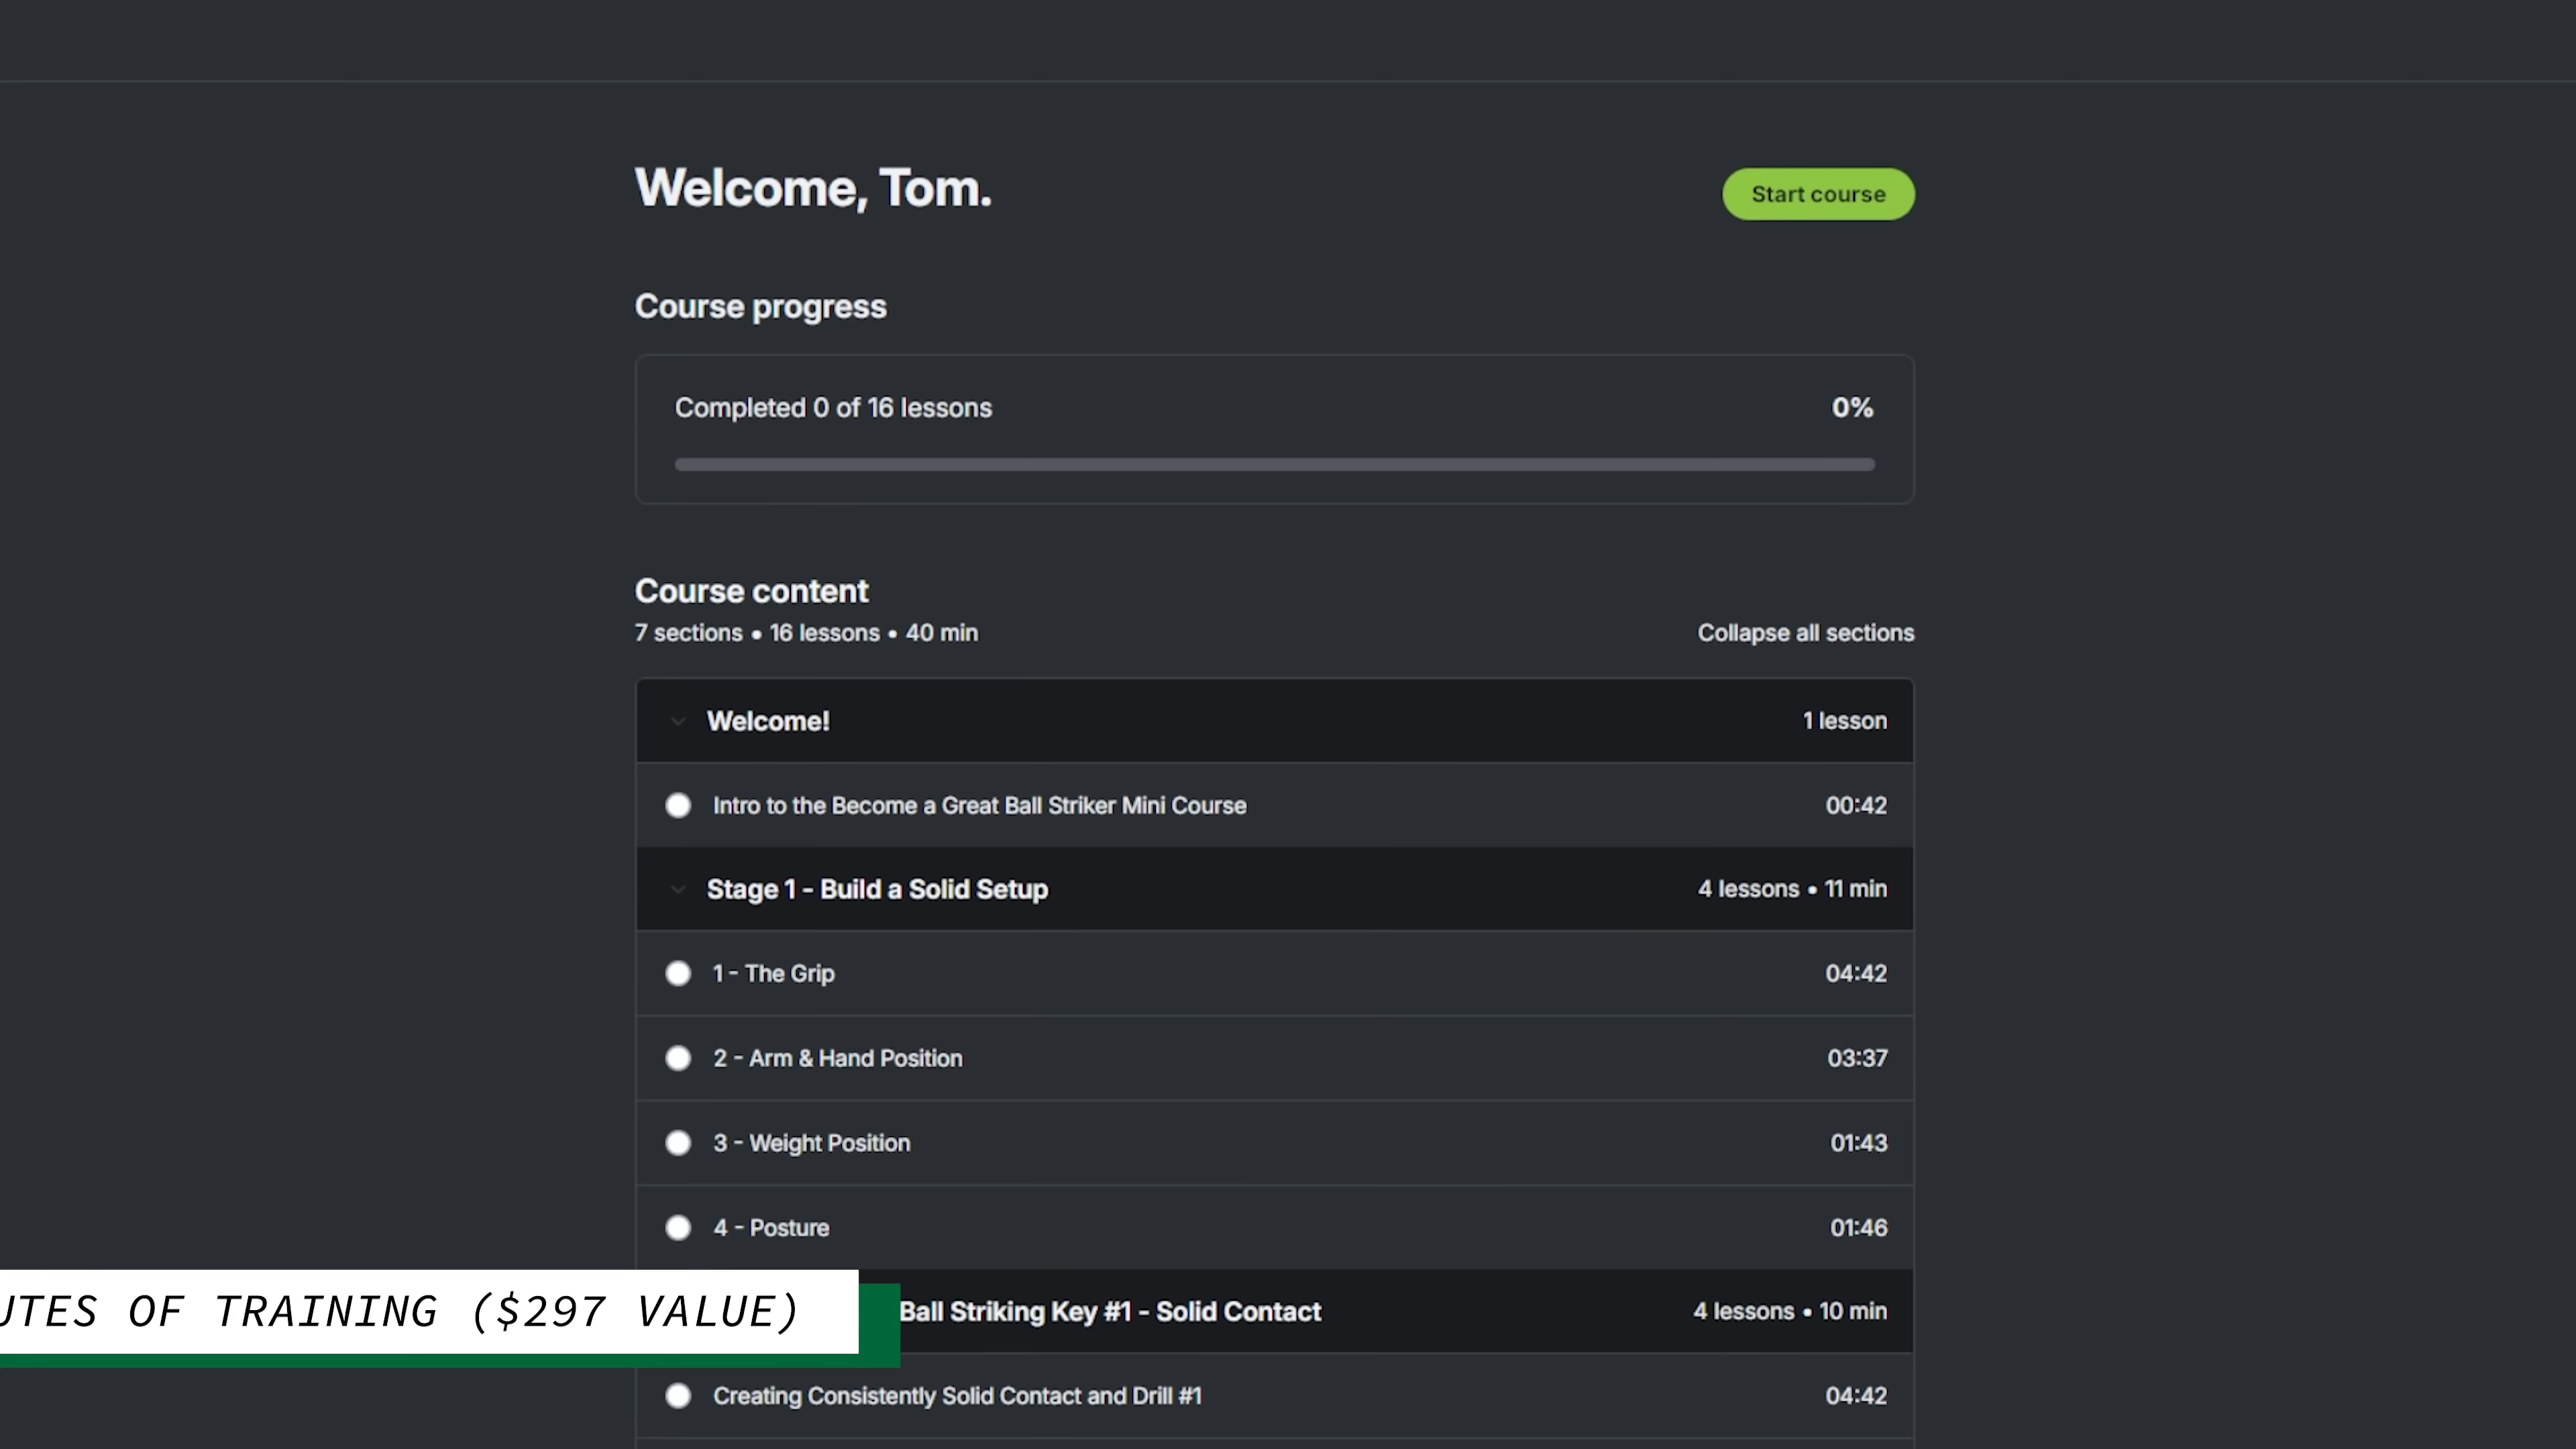 Welcome, Tom.
Start course
Course progress
Completed 0 of 16 lessons
0%
Course content
7 sections • 16 lessons • 40 min
Collapse all sections
Welcome!
1 lesson
Intro to the Become a Great Ball Striker Mini Course
00:42
Stage 1 - Build a Solid Setup
4 lessons • 11 min
1 - The Grip
04:42
2 - Arm & Hand Position
03:37
3 - Weight Position
01:43
4 - Posture
01:46
OF TRAINING ($297 VALUE)
Ball Striking Key #1 - Solid Contact
4 lessons • 10 min
Creating Consistently Solid Contact and Drill #1
04:42